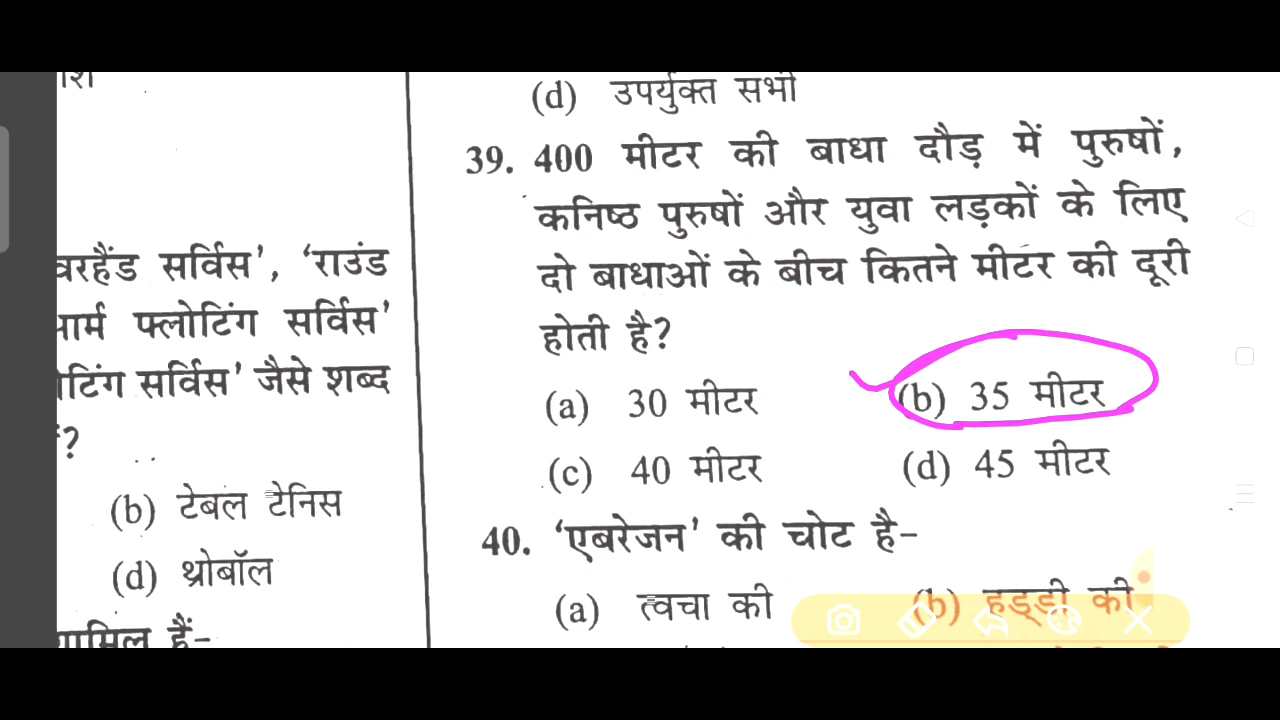 (d) उपर्युक्त सभी
39. 400 मीटर की बाधा दौड़ में पुरुषों,
कनिष्ठ पुरुषों और युवा लड़कों के लिए
दो बाधाओं के बीच कितने मीटर की दूरी
होती है?
(a) 30 मीटर (b) 35 मीटर
(c) 40 मीटर (d) 45 मीटर
40. 'एबरेजन' की चोट है-
(a) त्वचा की (b) हड्डी की
सर्विस', 'राउंड
फ्लोटिंग सर्विस'
सर्विस' जैसे शब्द
?
(b) टेबल टेनिस
(d) थ्रोबॉल
हैं-